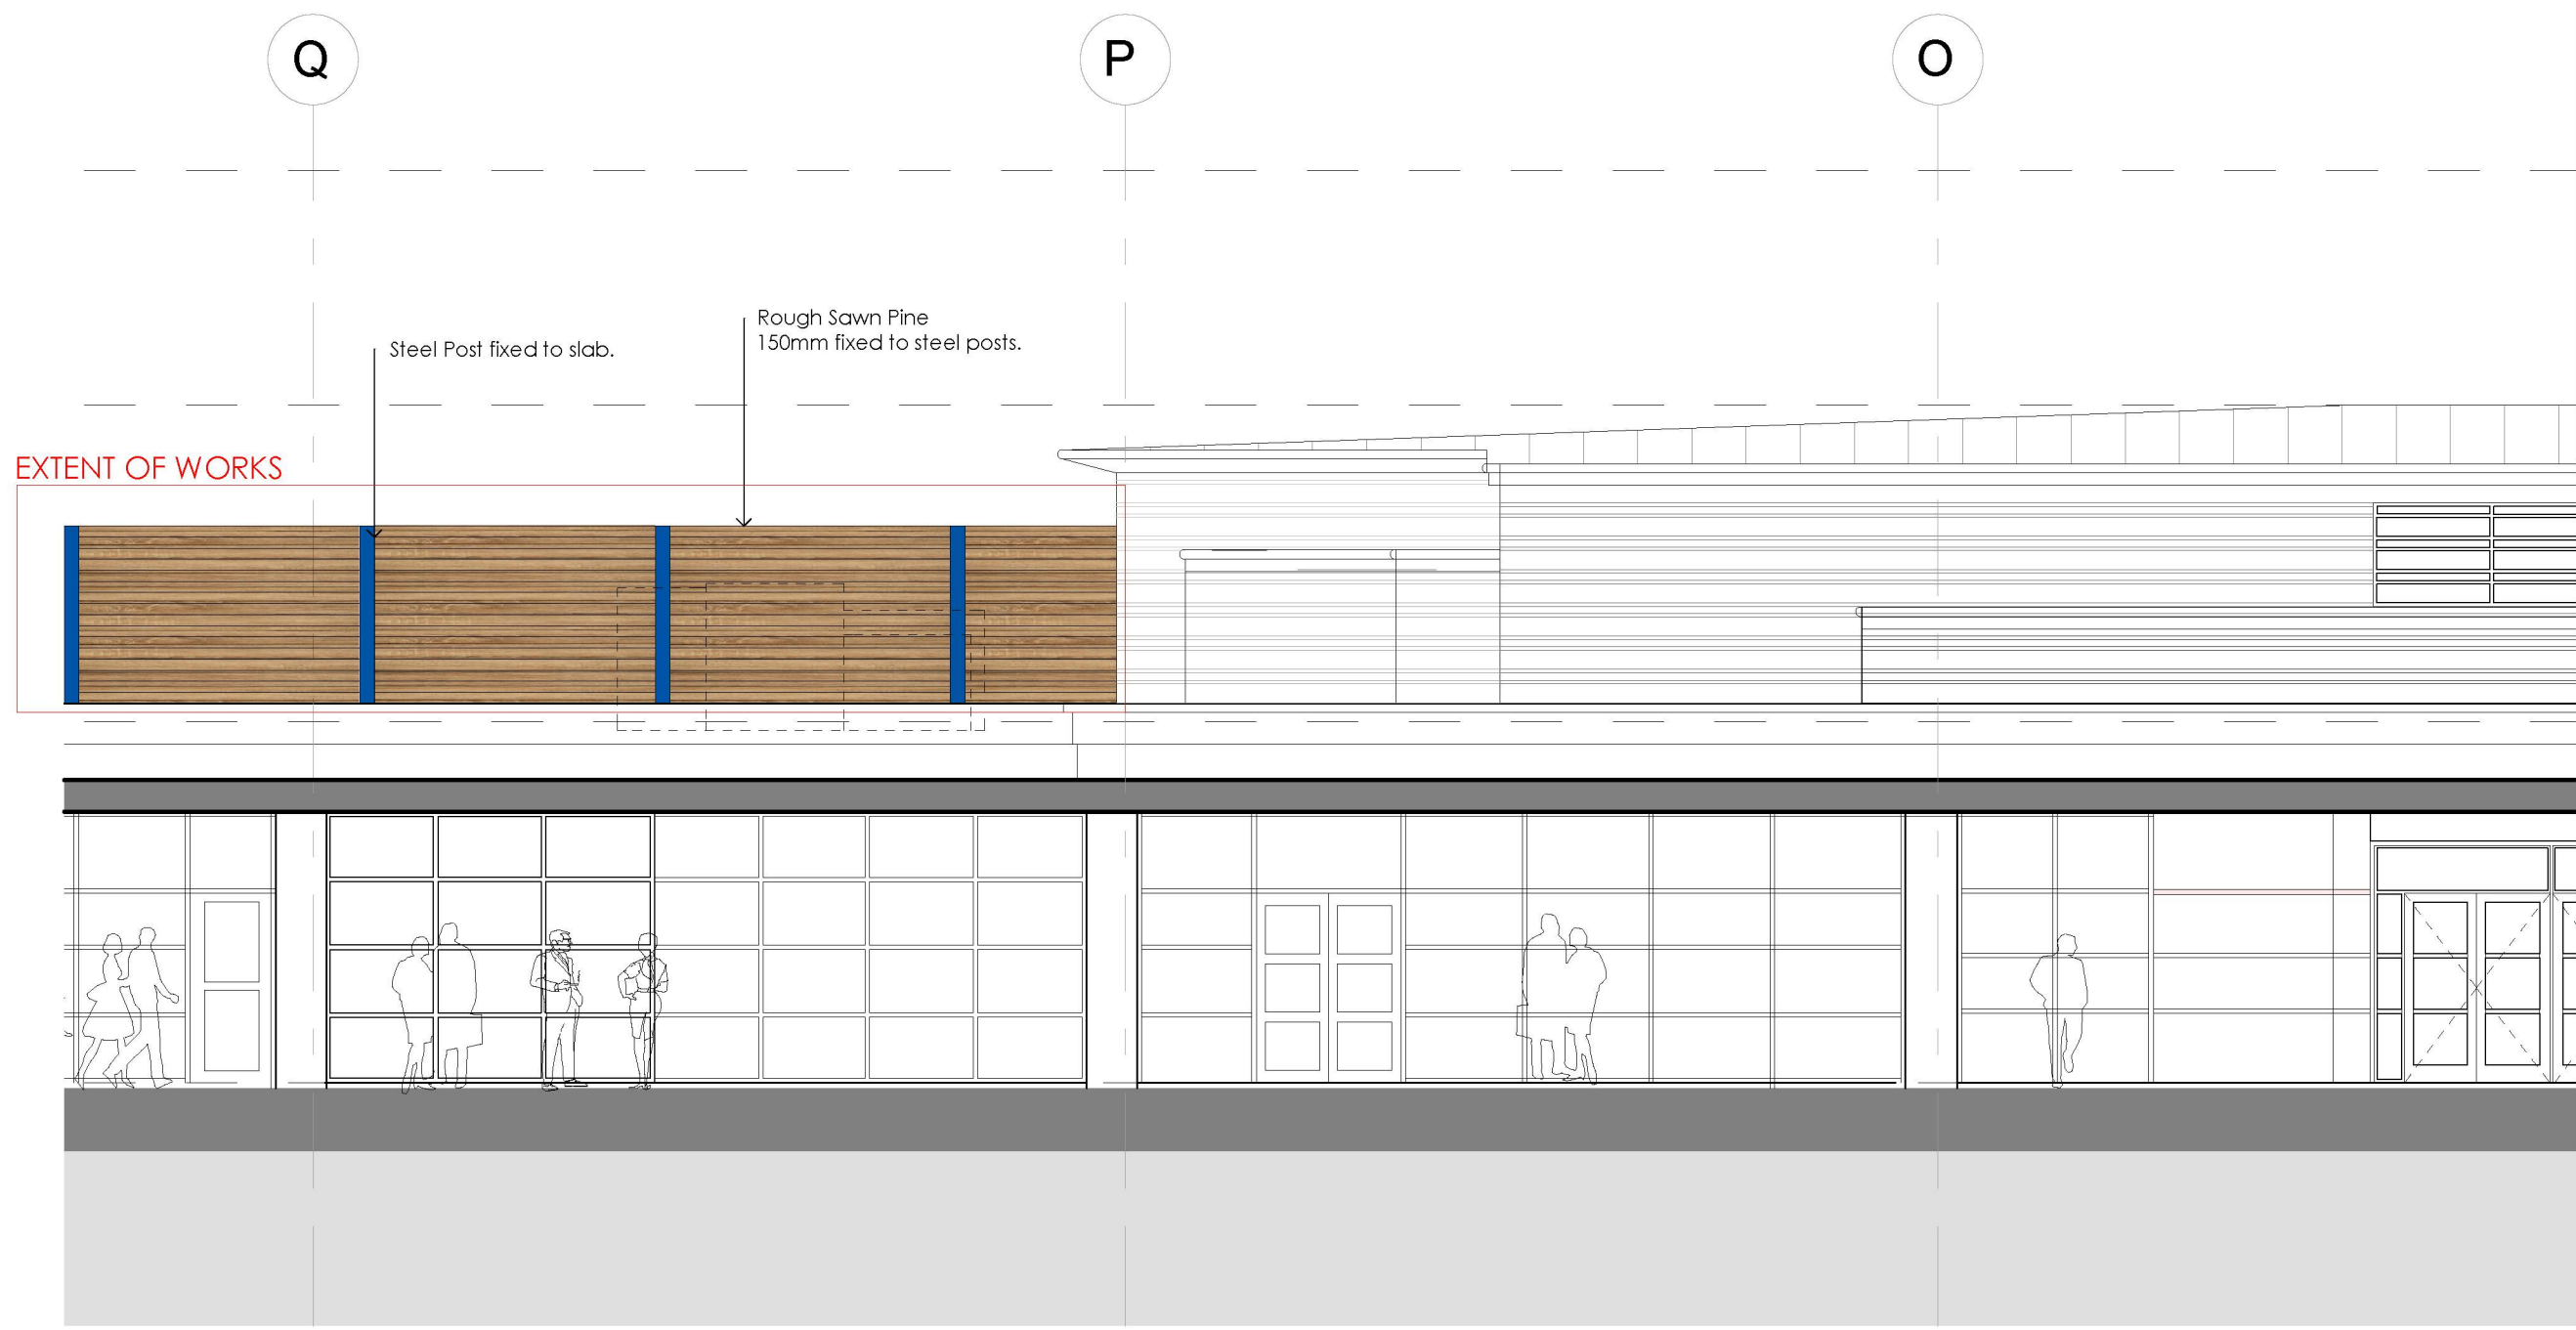 Q
P
O
Rough Sawn Pine
150mm fixed to steel posts.
Steel Post fixed to slab.
EXTENT OF WORKS